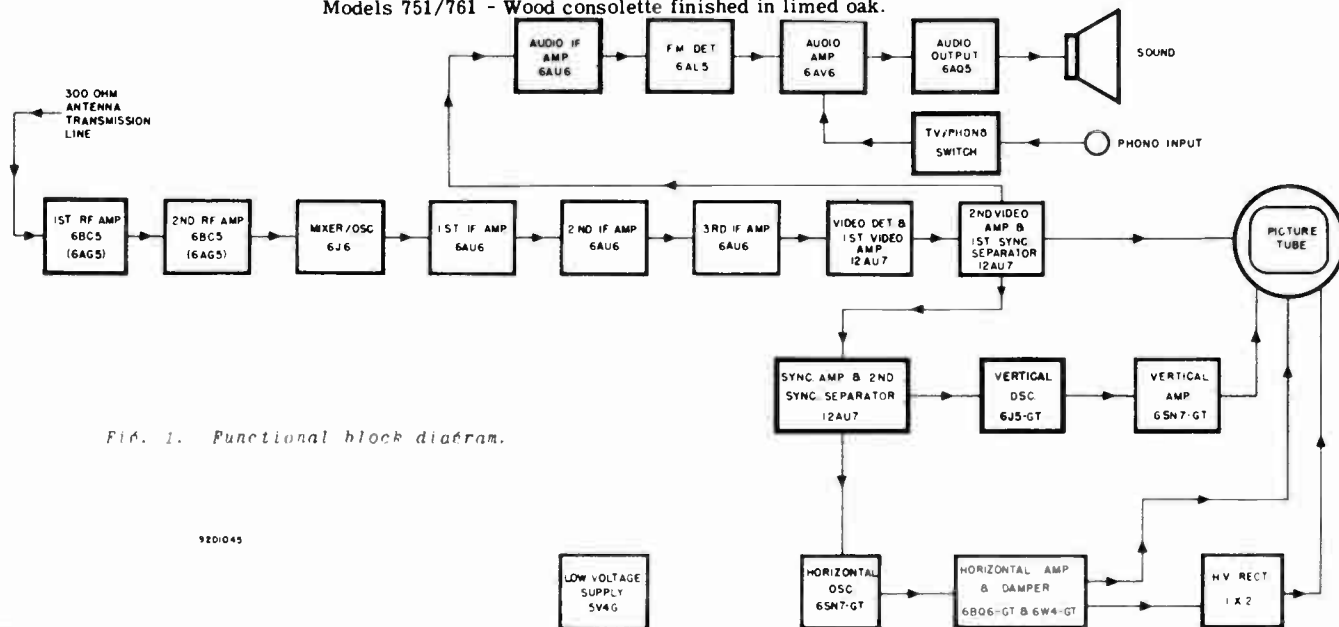 Models 751/761 - Wood consolette finished in limed oak.
AUDIO IF
AMP
6AU6
FM DET
6AL5
AUDIO
AMP
6AV6
AUDIO
OUTPUT
6AQ5
SOUND
300 OHM
ANTENNA
TRANSMISSION
LINE
TV/PHONO
SWITCH
PHONO INPUT
1ST RF AMP
6BC5
(6AG5)
2ND RF AMP
6BC5
(6AG5)
MIXER/OSC
6J6
1ST IF AMP
6AU6
2ND IF AMP
6AU6
3RD IF AMP
6AU6
VIDEO DET &
1ST VIDEO
AMP
12AU7
2ND VIDEO
AMP &
1ST SYNC
SEPARATOR
12AU7
PICTURE
TUBE
SYNC AMP & 2ND
SYNC SEPARATOR
12AU7
VERTICAL
OSC
6J5-GT
VERTICAL
AMP
6SN7-GT
Fig. 1. Functional block diagram.
92D1045
LOW VOLTAGE
SUPPLY
5V4G
HORIZONTAL
OSC
6SN7-GT
HORIZONTAL AMP
& DAMPER
6BQ6-GT & 6W4-GT
HV RECT
1X2